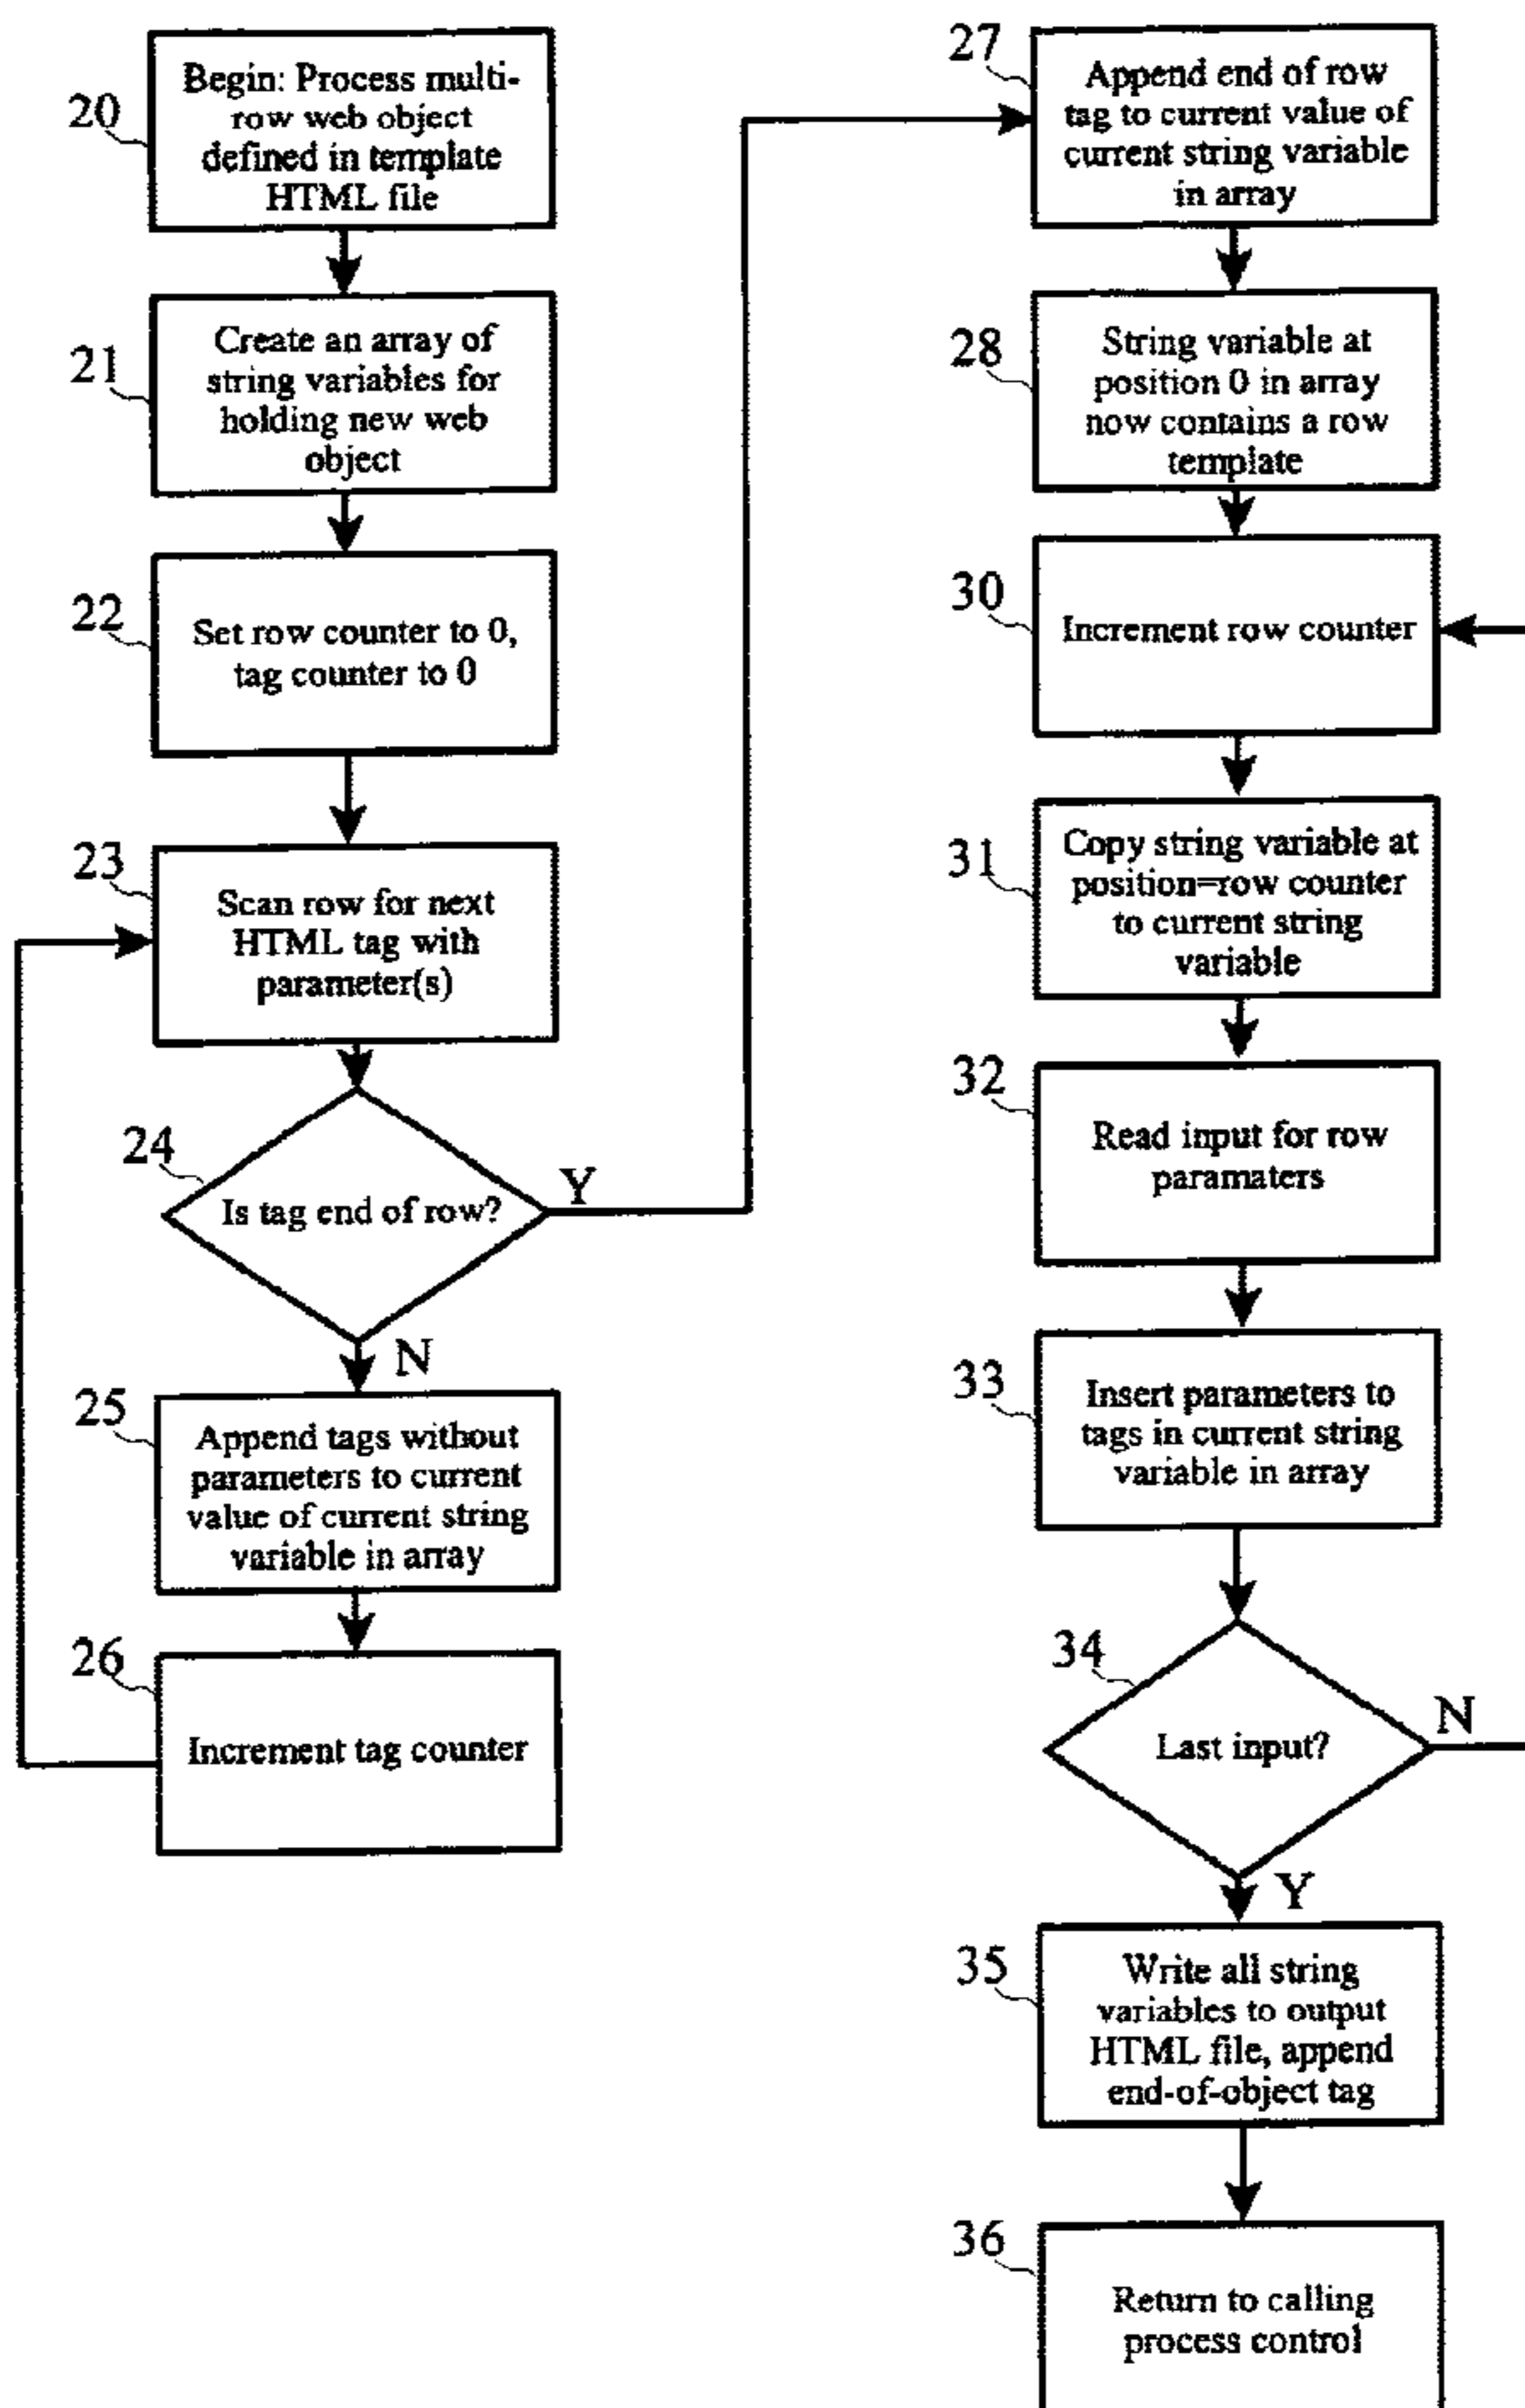 20
Begin: Process multi-
row web object
defined in template
HTML file
21
Create an array of
string variables for
holding new web
object
22
Set row counter to 0,
tag counter to 0
23
Scan row for next
HTML tag with
parameter(s)
24
Is tag end of row?
Y
N
25
Append tags without
parameters to current
value of current string
variable in array
26
Increment tag counter
27
Append end of row
tag to current value of
current string variable
in array
28
String variable at
position 0 in array
now contains a row
template
30
Increment row counter
31
Copy string variable at
position=row counter
to current string
variable
32
Read input for row
paramaters
33
Insert parameters to
tags in current string
variable in array
34
Last input?
N
Y
35
Write all string
variables to output
HTML file, append
end-of-object tag
36
Return to calling
process control